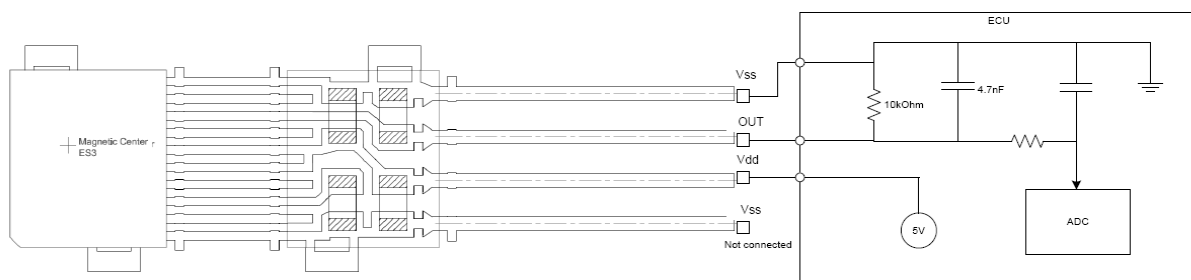 ECU
Vss
10kOhm
4.7nF
Magnetic Center
ES3
OUT
Vdd
Vss
Not connected
5V
ADC